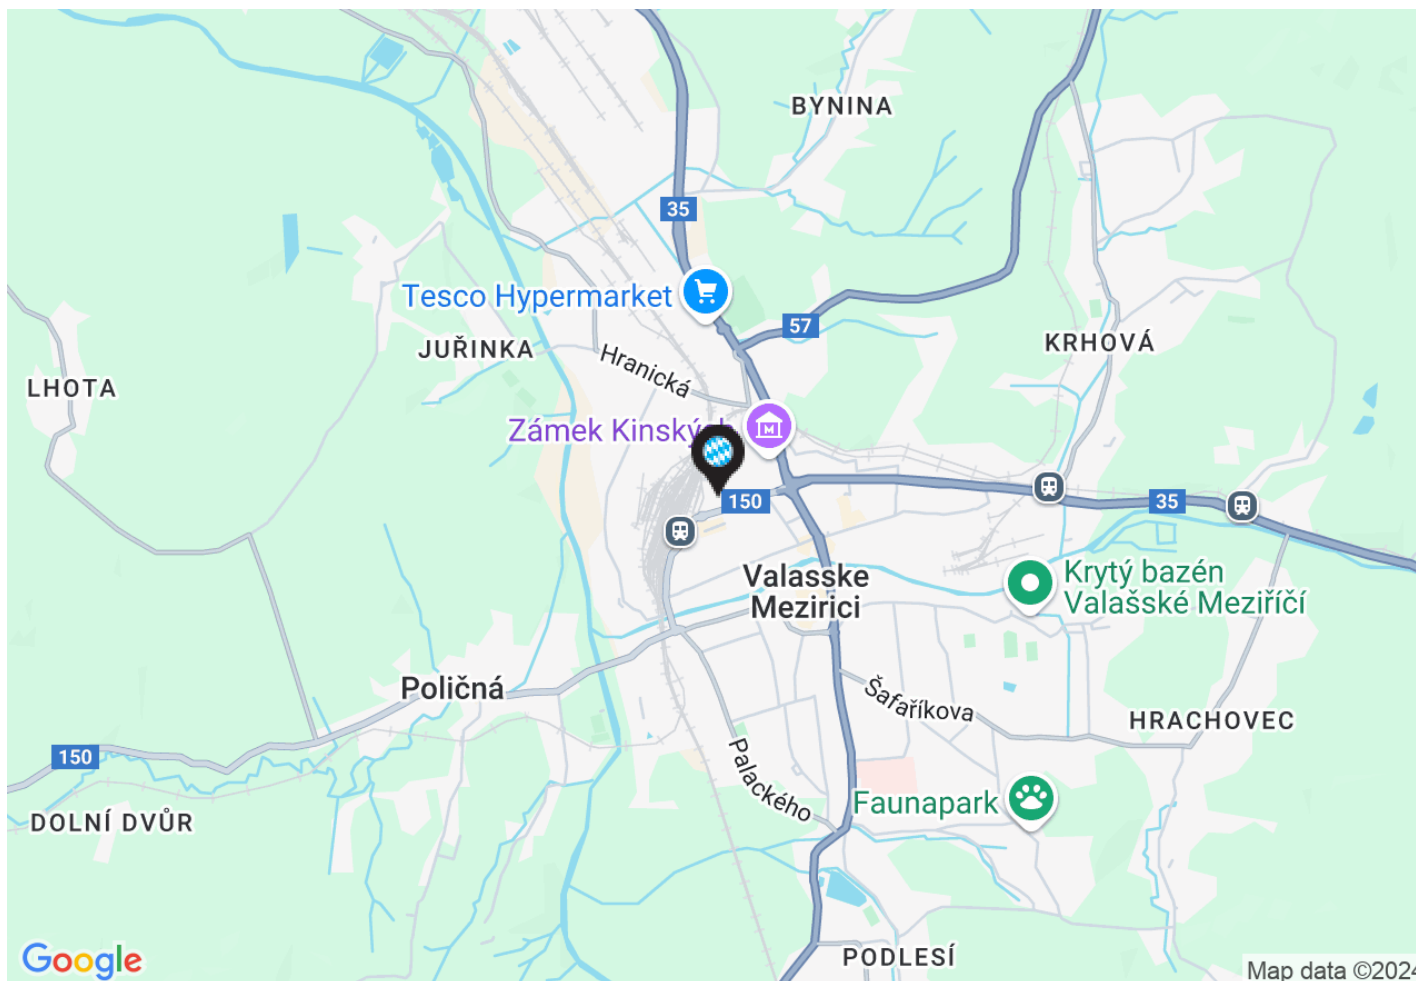 BYNINA
35
Tesco Hypermarket
57
JUŘINKA
Hranická
KRHOVÁ
LHOTA
Zámek Kinských
150
35
Valasske
Mezirici
Krytý bazén
Valašské Meziříčí
Poličná
Šafaříkova
HRACHOVEC
150
Palackého
Faunapark
DOLNÍ DVŮR
PODLESÍ
Google
Map data ©2024